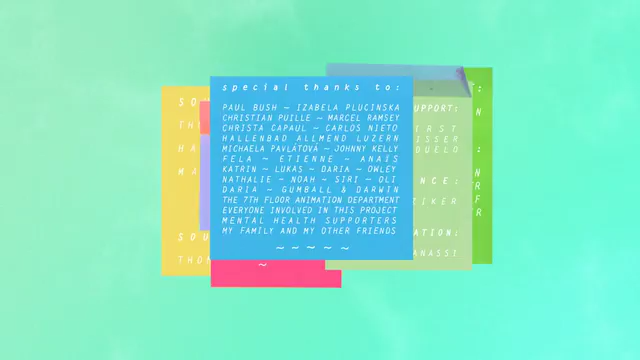 special thanks to:
PAUL BUSH ~ IZABELA PLUCINSKA
CHRISTIAN PUILLE ~ MARCEL RAMSEY
CHRISTA CAPAUL ~ CARLOS NIETO
HALLENBAD ALLMEND LUZERN
MICHAELA PAVLÁTOVÁ ~ JOHNNY KELLY
FELA ~ ETIENNE ~ ANAÏS
KATRIN ~ LUKAS ~ DARIA ~ OWLEY
NATHALIE ~ NOAH ~ SIRI ~ OLI
DARIA ~ GUMBALL & DARWIN
THE 7TH FLOOR ANIMATION DEPARTMENT
EVERYONE INVOLVED IN THIS PROJECT
MENTAL HEALTH SUPPORTERS
MY FAMILY AND MY OTHER FRIENDS
~ ~ ~ ~ ~